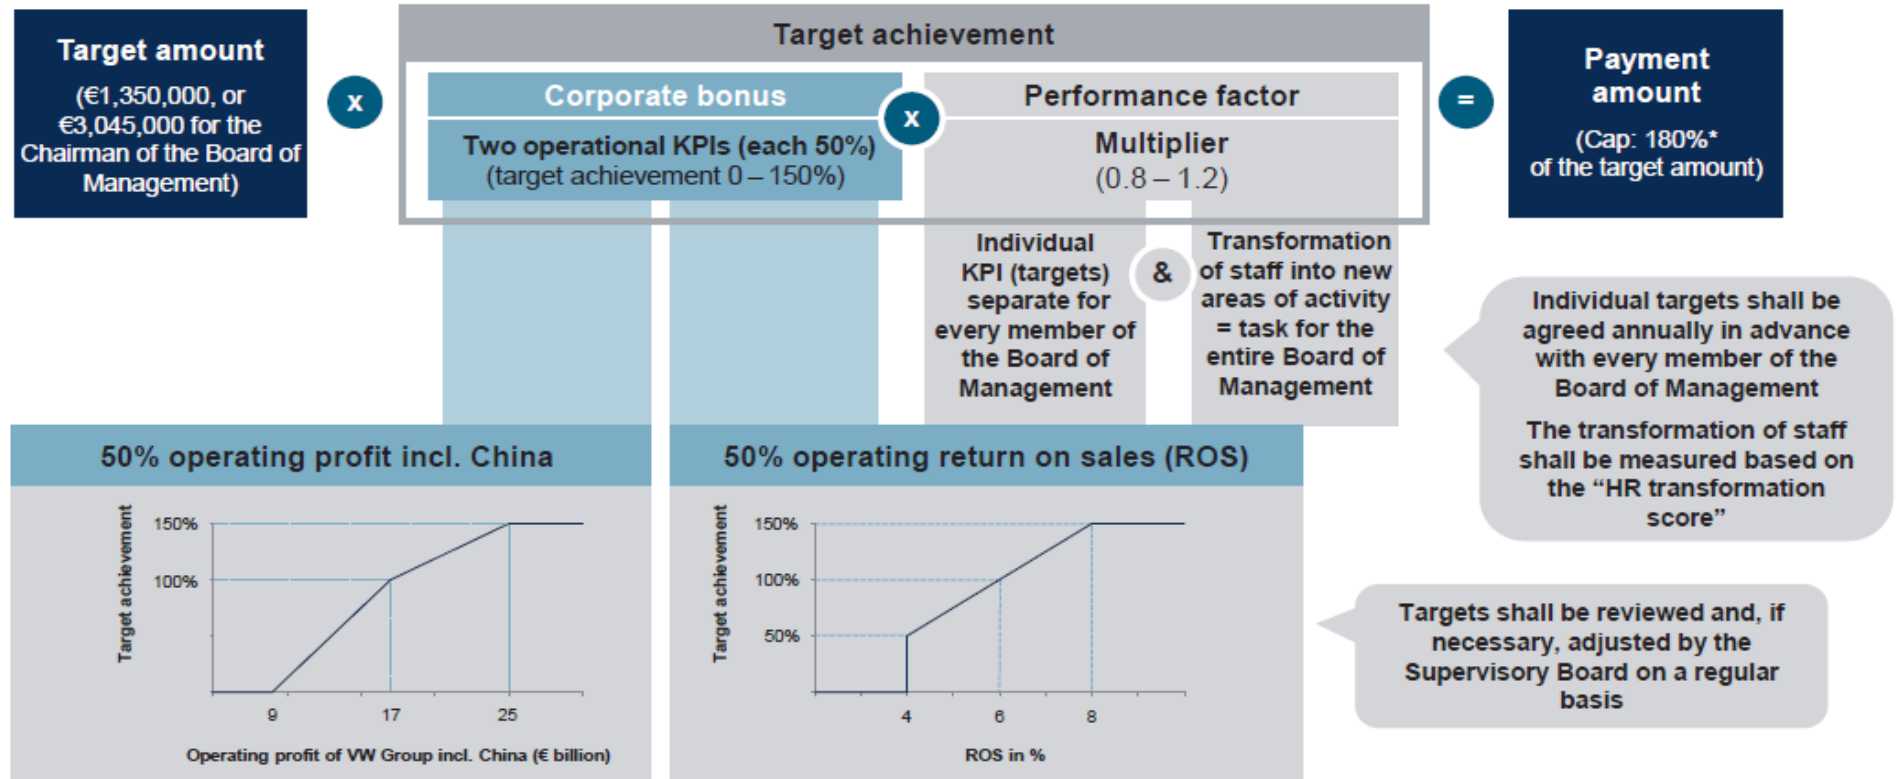 Target amount
(€1,350,000, or
€3,045,000 for the
Chairman of the Board of
Management)
x
Target achievement
Corporate bonus
Two operational KPIs (each 50%)
(target achievement 0 – 150%)
x
Performance factor
Multiplier
(0.8 – 1.2)
=
Payment
amount
(Cap: 180%*
of the target amount)
Individual
KPI (targets)
separate for
every member of
the Board of
Management
&
Transformation
of staff into new
areas of activity
= task for the
entire Board of
Management
Individual targets shall be
agreed annually in advance
with every member of the
Board of Management
The transformation of staff
shall be measured based on
the “HR transformation
score”
50% operating profit incl. China
Target achievement
150%
100%
9 17 25
Operating profit of VW Group incl. China (€ billion)
50% operating return on sales (ROS)
Target achievement
150%
100%
50%
4 6 8
ROS in %
Targets shall be reviewed and, if
necessary, adjusted by the
Supervisory Board on a regular
basis